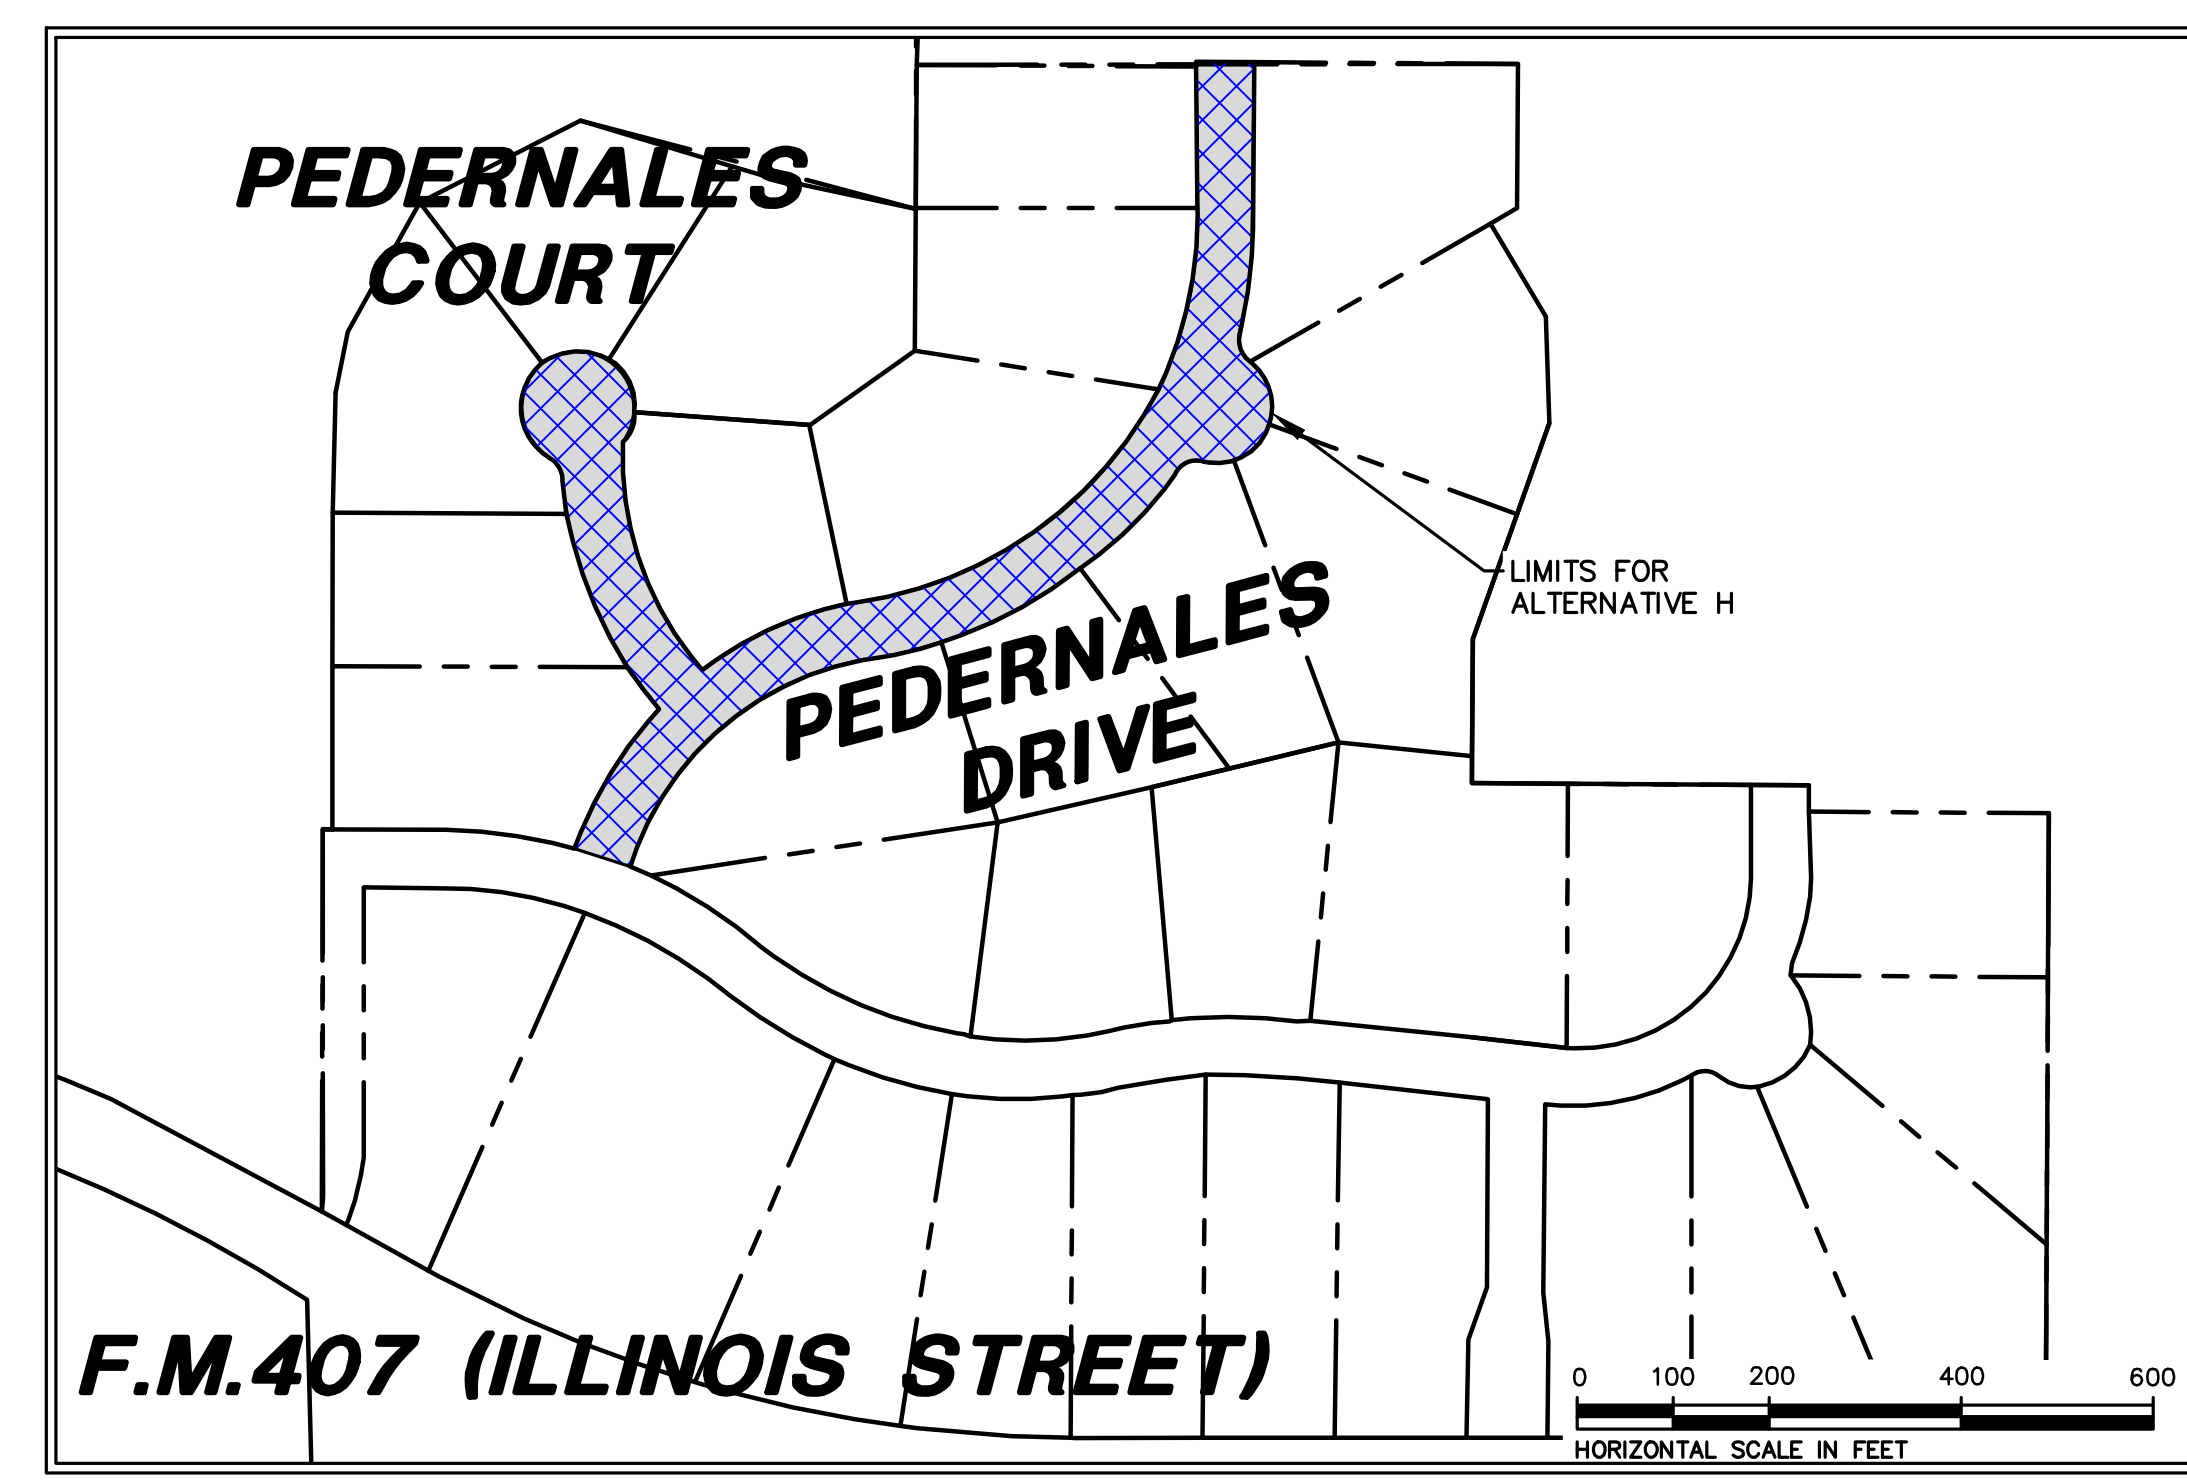 PEDERNALES
COURT
LIMITS FOR
ALTERNATIVE H
PEDERNALES
DRIVE
F.M.407 (ILLINOIS STREET)
0 100 200 400 600
HORIZONTAL SCALE IN FEET